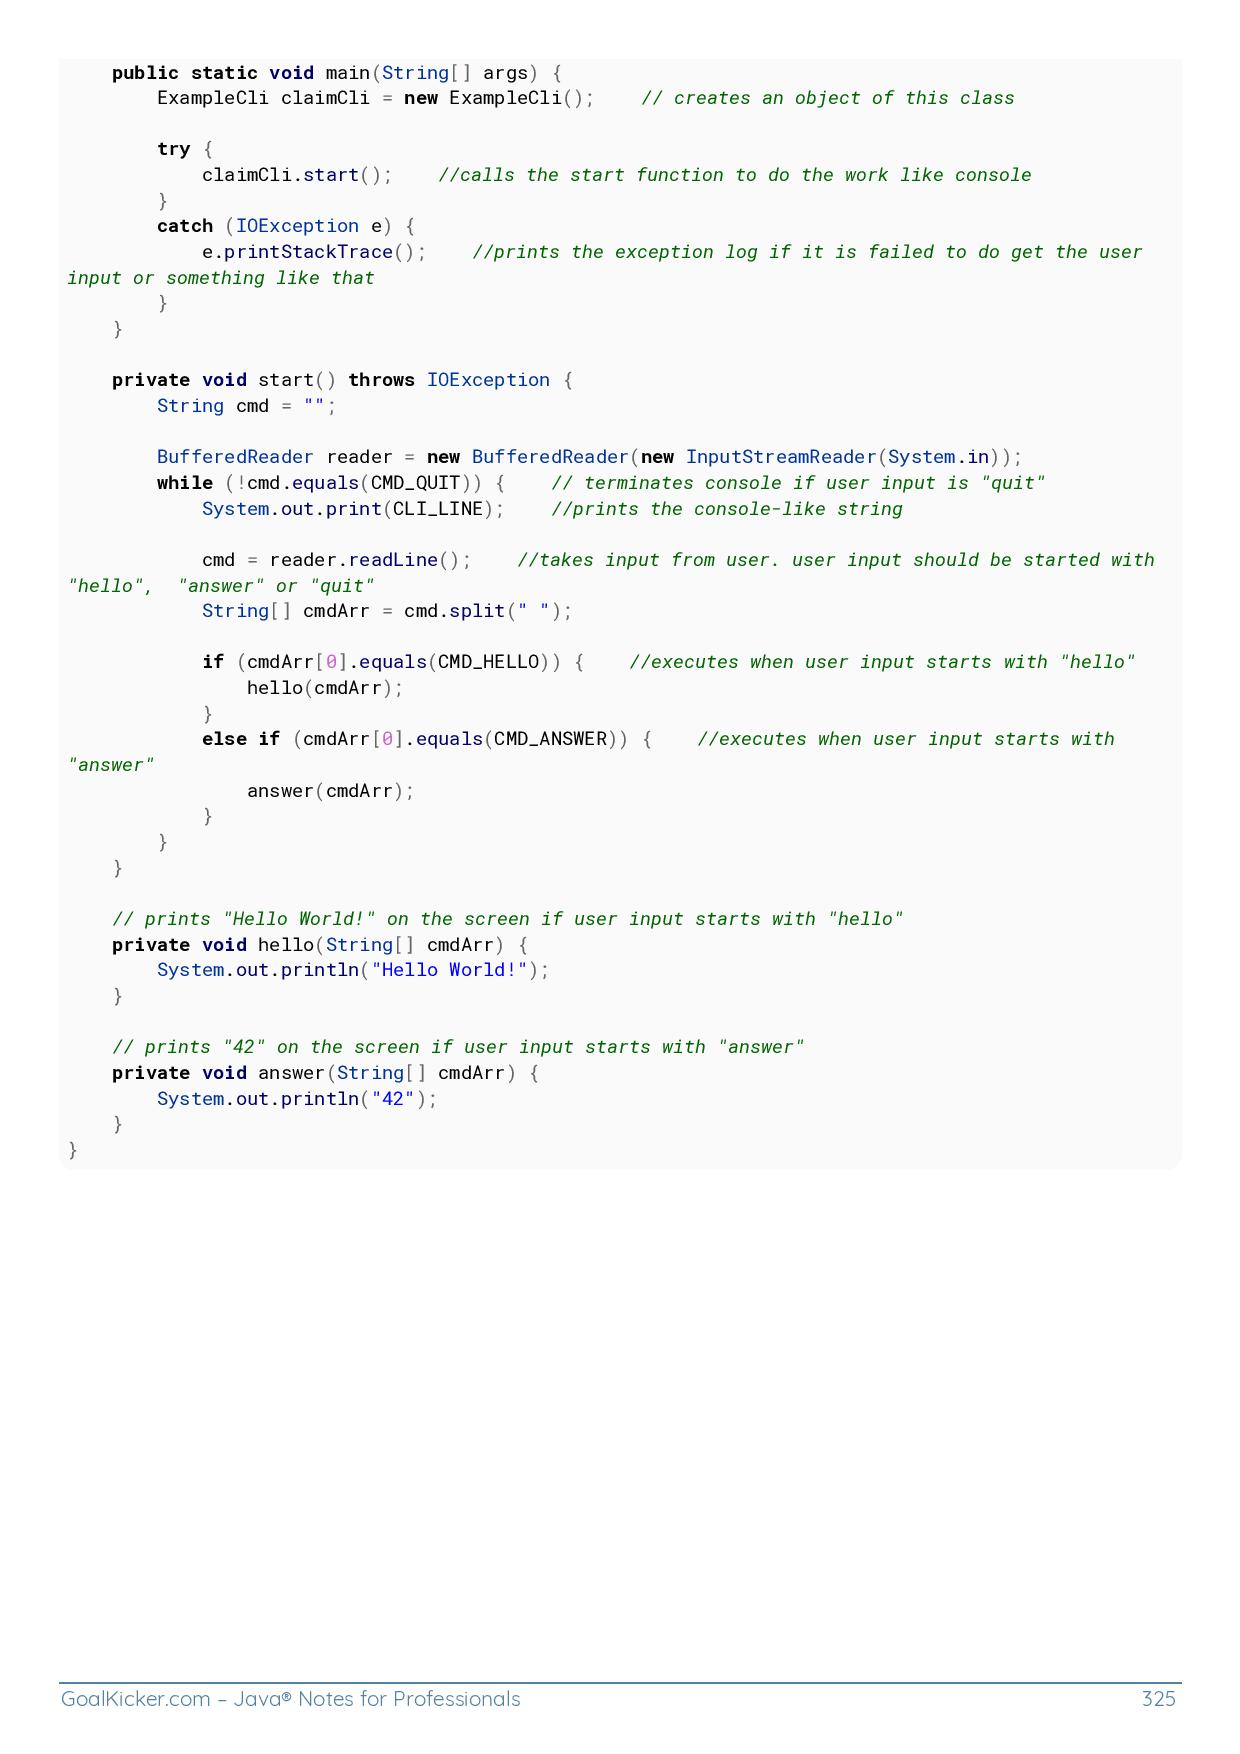 public static void main(String[] args) {
        ExampleCli claimCli = new ExampleCli();    // creates an object of this class

        try {
            claimCli.start();    //calls the start function to do the work like console
        }
        catch (IOException e) {
            e.printStackTrace();    //prints the exception log if it is failed to do get the user
input or something like that
        }
    }

    private void start() throws IOException {
        String cmd = "";

        BufferedReader reader = new BufferedReader(new InputStreamReader(System.in));
        while (!cmd.equals(CMD_QUIT)) {    // terminates console if user input is "quit"
            System.out.print(CLI_LINE);    //prints the console-like string

            cmd = reader.readLine();    //takes input from user. user input should be started with
"hello",  "answer" or "quit"
            String[] cmdArr = cmd.split(" ");

            if (cmdArr[0].equals(CMD_HELLO)) {    //executes when user input starts with "hello"
                hello(cmdArr);
            }
            else if (cmdArr[0].equals(CMD_ANSWER)) {    //executes when user input starts with
"answer"
                answer(cmdArr);
            }
        }
    }

    // prints "Hello World!" on the screen if user input starts with "hello"
    private void hello(String[] cmdArr) {
        System.out.println("Hello World!");
    }

    // prints "42" on the screen if user input starts with "answer"
    private void answer(String[] cmdArr) {
        System.out.println("42");
    }
}
GoalKicker.com – Java® Notes for Professionals 325